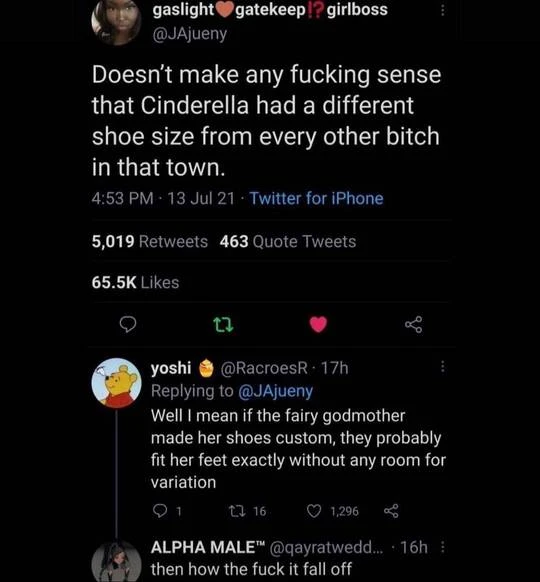 gaslight🤎gatekeep⁉️girlboss
@JAjueny
Doesn’t make any fucking sense
that Cinderella had a different
shoe size from every other bitch
in that town.
4:53 PM · 13 Jul 21 · Twitter for iPhone
5,019 Retweets 463 Quote Tweets
65.5K Likes
yoshi @RacroesR · 17h
Replying to @JAjueny
Well I mean if the fairy godmother
made her shoes custom, they probably
fit her feet exactly without any room for
variation
1 16 1,296
ALPHA MALE™ @qayratwedd... · 16h
then how the fuck it fall off